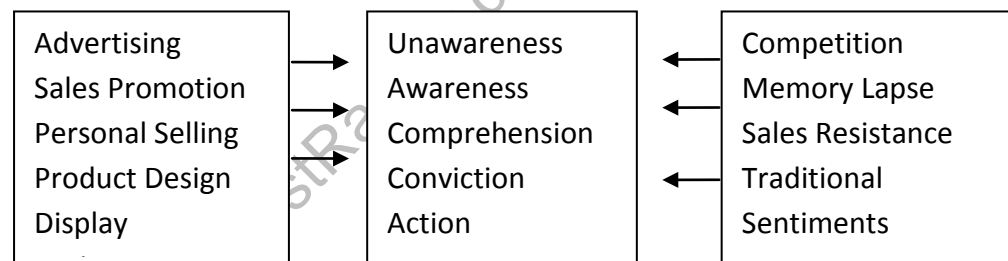 Advertising
Sales Promotion
Personal Selling
Product Design
Display
Unawareness
Awareness
Comprehension
Conviction
Action
Competition
Memory Lapse
Sales Resistance
Traditional
Sentiments